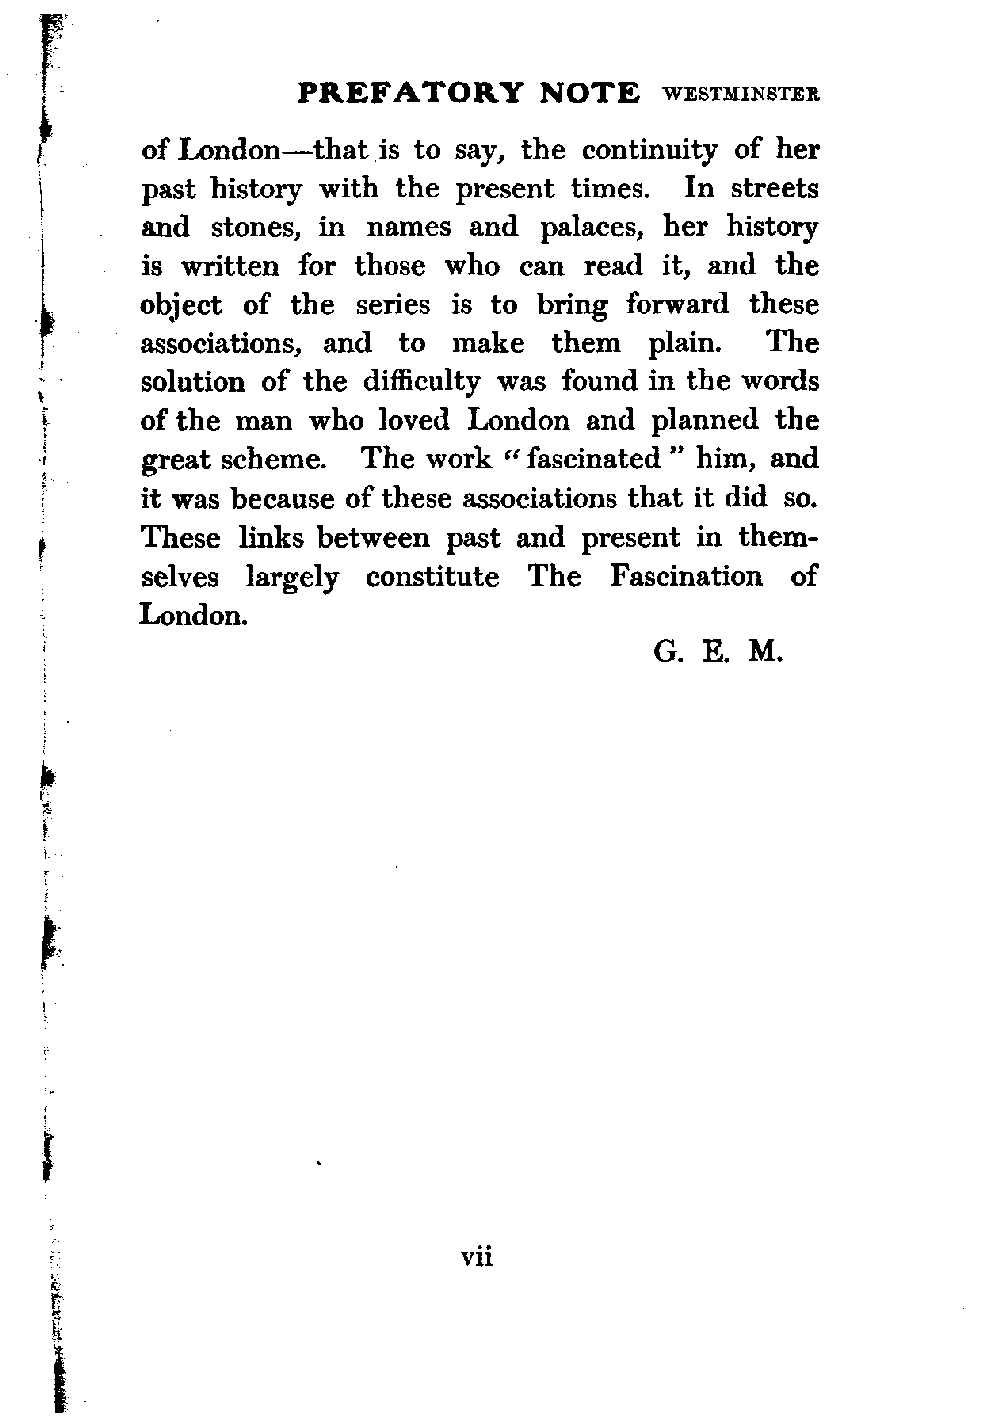 PREFATORY NOTE WESTMINSTER
of London—that is to say, the continuity of her
past history with the present times. In streets
and stones, in names and palaces, her history
is written for those who can read it, and the
object of the series is to bring forward these
associations, and to make them plain. The
solution of the difficulty was found in the words
of the man who loved London and planned the
great scheme. The work “fascinated” him, and
it was because of these associations that it did so.
These links between past and present in them-
selves largely constitute The Fascination of
London.
G. E. M.
vii